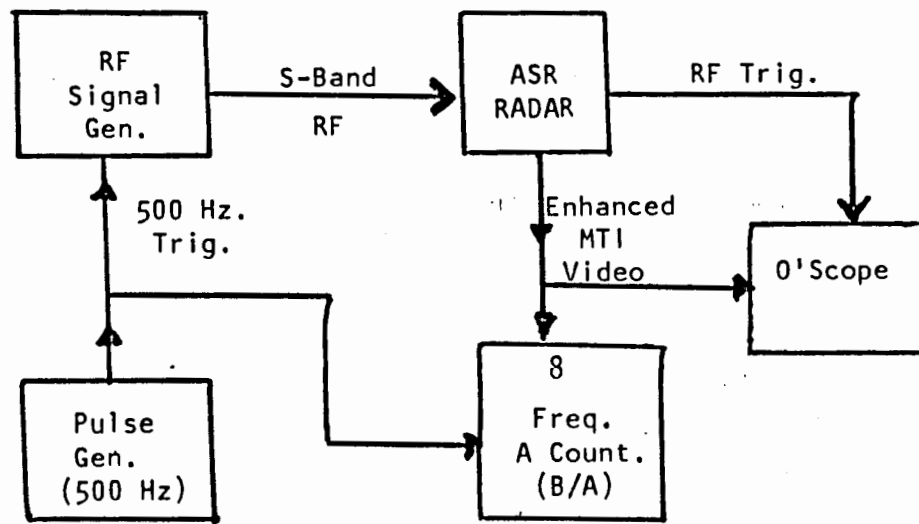 RF
Signal
Gen.
S-Band
RF
ASR
RADAR
RF Trig.
500 Hz.
Trig.
Enhanced
MTI
Video
O'Scope
Pulse
Gen.
(500 Hz)
8
Freq.
A Count.
(B/A)